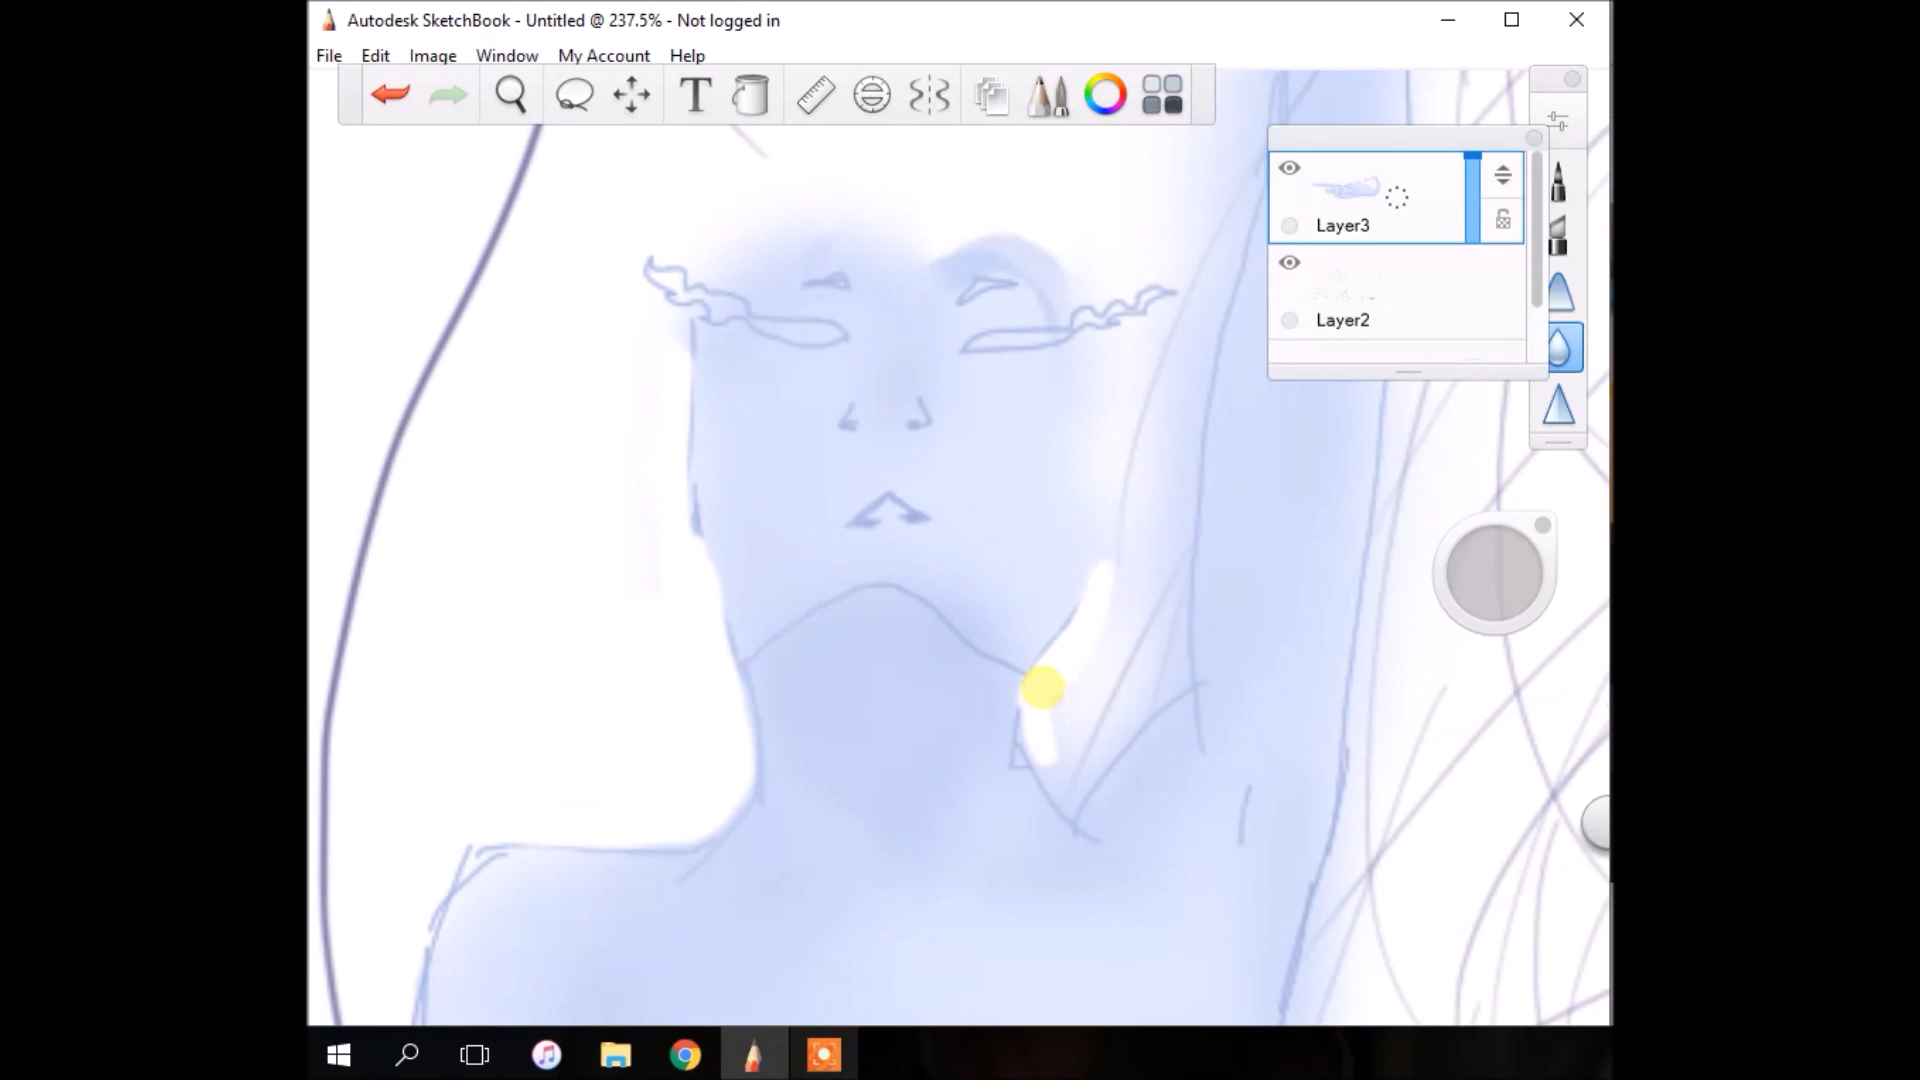 Autodesk SketchBook - Untitled @ 237.5% - Not logged in
File Edit Image Window My Account Help
T
Layer3
Layer2